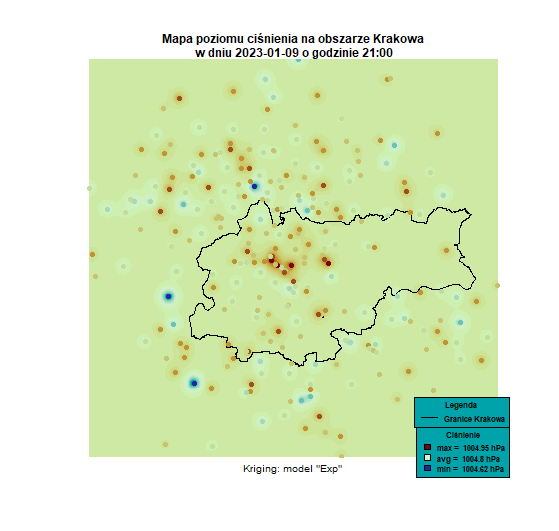 Mapa poziomu ciśnienia na obszarze Krakowa
w dniu 2023-01-09 o godzinie 21:00
Legenda
Granice Krakowa
Ciśnienie
max = 1004.95 hPa
avg = 1004.8 hPa
min = 1004.62 hPa
Kriging: model "Exp"